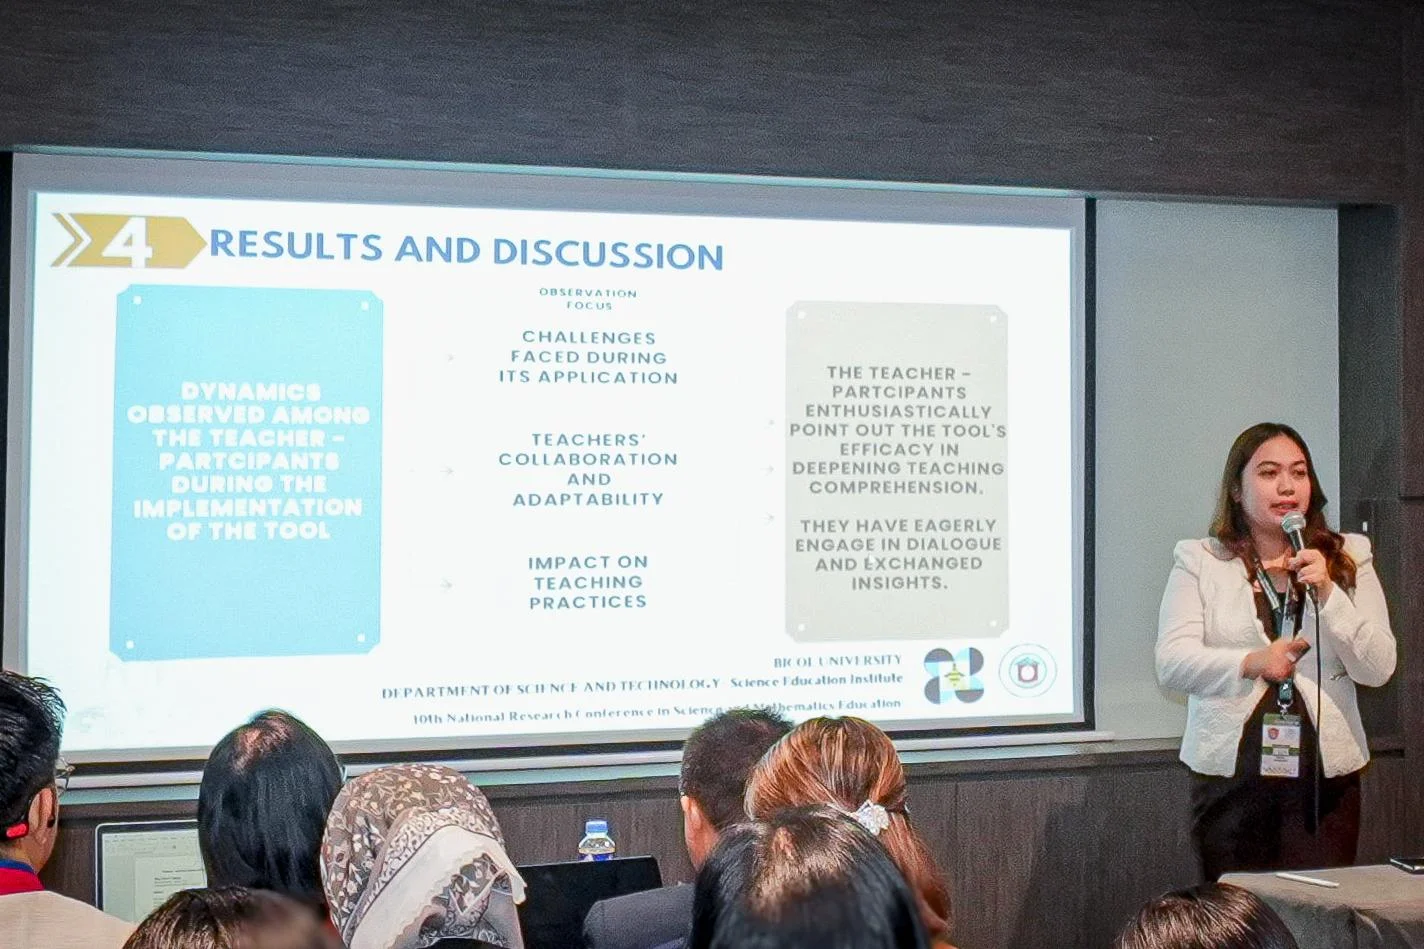 4
RESULTS AND DISCUSSION
DYNAMICS
OBSERVED AMONG
THE TEACHER -
PARTCIPANTS
DURING THE
IMPLEMENTATION
OF THE TOOL
OBSERVATION
FOCUS
CHALLENGES
FACED DURING
ITS APPLICATION
TEACHERS'
COLLABORATION
AND
ADAPTABILITY
IMPACT ON
TEACHING
PRACTICES
THE TEACHER -
PARTCIPANTS
ENTHUSIASTICALLY
POINT OUT THE TOOL'S
EFFICACY IN
DEEPENING TEACHING
COMPREHENSION.
THEY HAVE EAGERLY
ENGAGE IN DIALOGUE
AND EXCHANGED
INSIGHTS.
BICOL UNIVERSITY
DEPARTMENT OF SCIENCE AND TECHNOLOGY - Science Education Institute
10th National Research Conference in Science and Mathematics Education